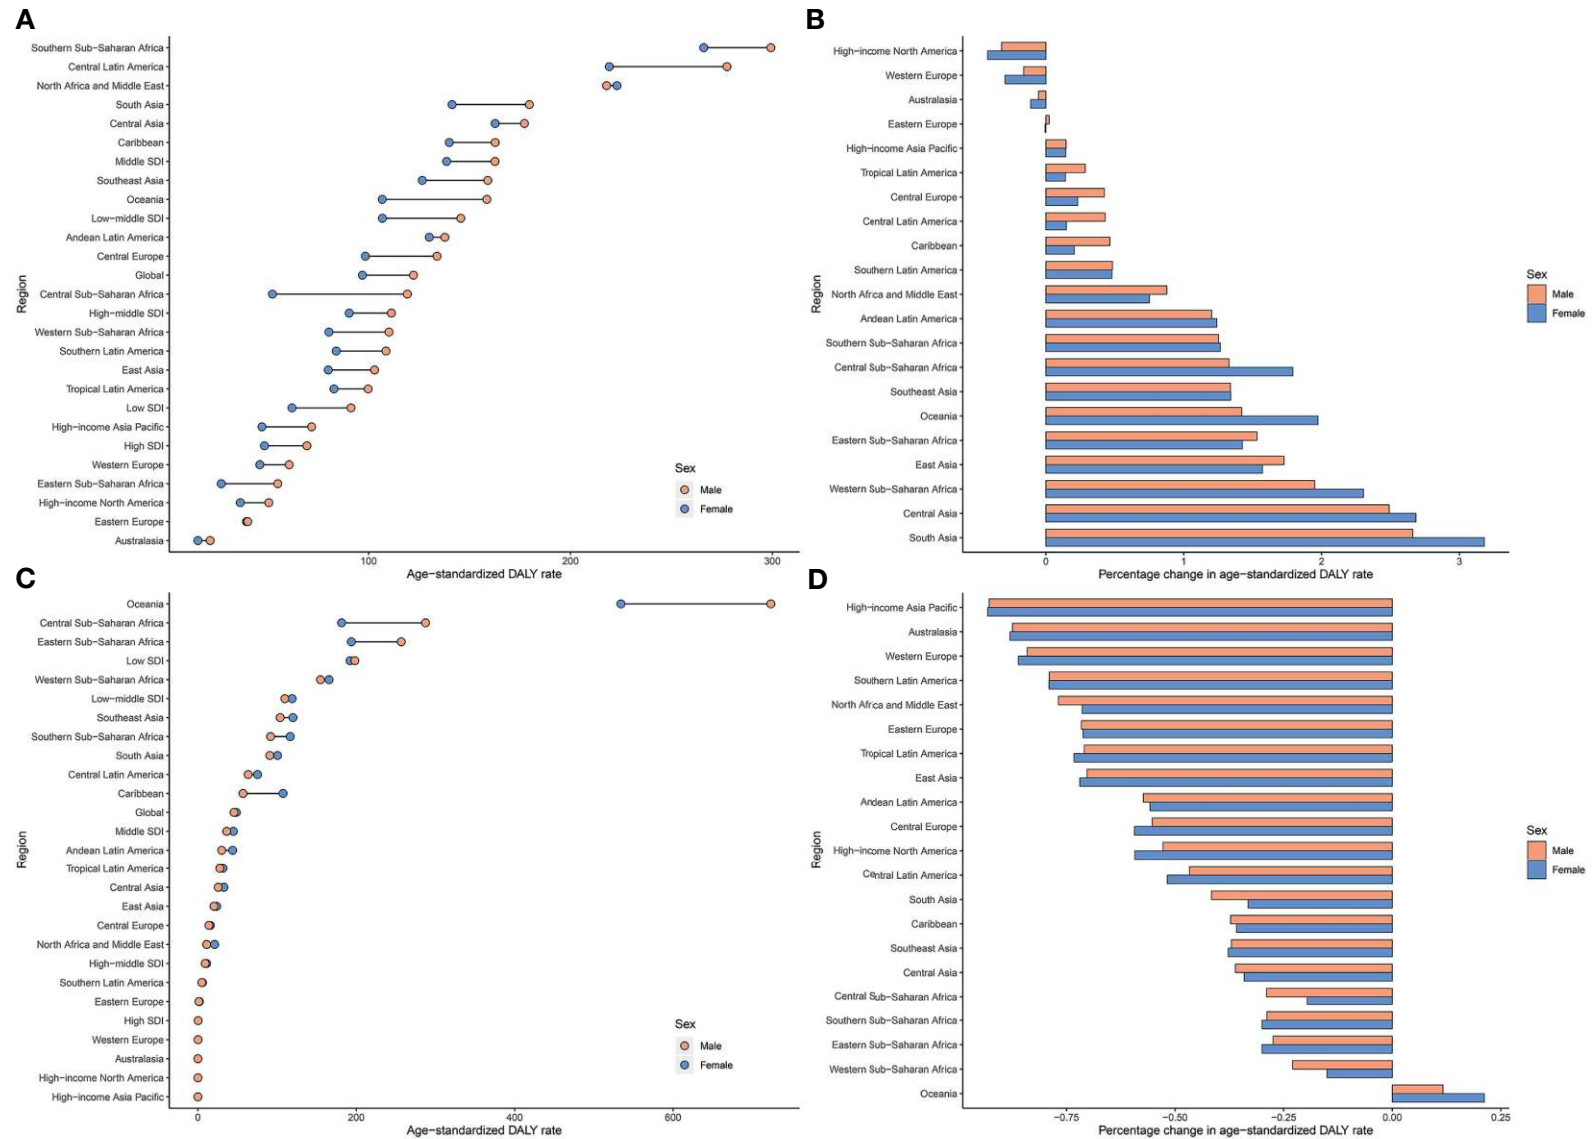 A
Southern Sub-Saharan Africa
Central Latin America
North Africa and Middle East
South Asia
Central Asia
Caribbean
Middle SDI
Southeast Asia
Oceania
Low-middle SDI
Andean Latin America
Central Europe
Global
Central Sub-Saharan Africa
High-middle SDI
Western Sub-Saharan Africa
Southern Latin America
East Asia
Tropical Latin America
Low SDI
High-income Asia Pacific
High SDI
Western Europe
Eastern Sub-Saharan Africa
High-income North America
Eastern Europe
Australasia
Region
100 200 300
Age-standardized DALY rate
Sex
Male
Female
B
High-income North America
Western Europe
Australasia
Eastern Europe
High-income Asia Pacific
Tropical Latin America
Central Europe
Central Latin America
Caribbean
Southern Latin America
North Africa and Middle East
Andean Latin America
Southern Sub-Saharan Africa
Central Sub-Saharan Africa
Southeast Asia
Oceania
Eastern Sub-Saharan Africa
East Asia
Western Sub-Saharan Africa
Central Asia
South Asia
Region
0 1 2 3
Percentage change in age-standardized DALY rate
Sex
Male
Female
C
Oceania
Central Sub-Saharan Africa
Eastern Sub-Saharan Africa
Low SDI
Western Sub-Saharan Africa
Low-middle SDI
Southeast Asia
Southern Sub-Saharan Africa
South Asia
Central Latin America
Caribbean
Global
Middle SDI
Andean Latin America
Tropical Latin America
Central Asia
East Asia
Central Europe
North Africa and Middle East
High-middle SDI
Southern Latin America
Eastern Europe
High SDI
Western Europe
Australasia
High-income North America
High-income Asia Pacific
Region
0 200 400 600
Age-standardized DALY rate
Sex
Male
Female
D
High-income Asia Pacific
Australasia
Western Europe
Southern Latin America
North Africa and Middle East
Eastern Europe
Tropical Latin America
East Asia
Andean Latin America
Central Europe
High-income North America
Central Latin America
South Asia
Caribbean
Southeast Asia
Central Asia
Central Sub-Saharan Africa
Southern Sub-Saharan Africa
Eastern Sub-Saharan Africa
Western Sub-Saharan Africa
Oceania
Region
-0.75 -0.50 -0.25 0.00 0.25
Percentage change in age-standardized DALY rate
Sex
Male
Female